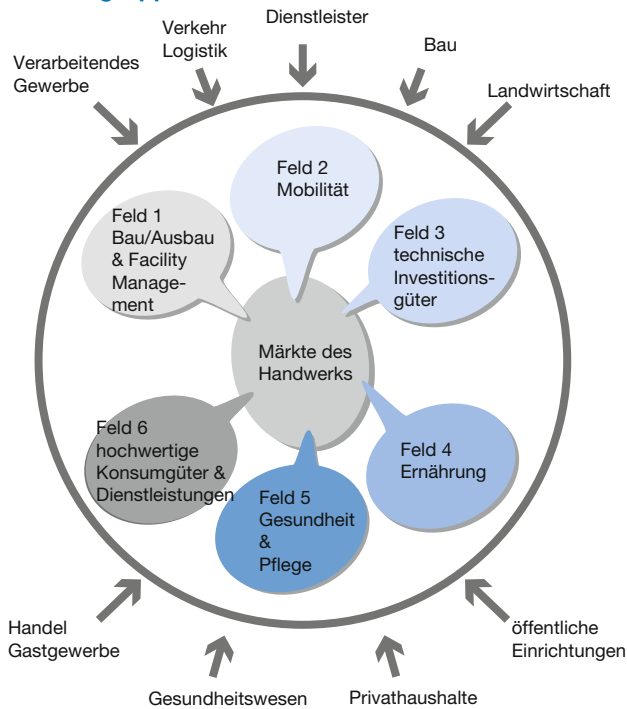 Dienstleister
Verkehr
Logistik
Bau
Verarbeitendes
Gewerbe
Landwirtschaft
Feld 2
Mobilität
Feld 1
Bau/Ausbau
& Facility
Manage-
ment
Feld 3
technische
Investitions-
güter
Märkte des
Handwerks
Feld 6
hochwertige
Konsumgüter &
Dienstleistungen
Feld 4
Ernährung
Feld 5
Gesundheit
&
Pflege
Handel
Gastgewerbe
öffentliche
Einrichtungen
Gesundheitswesen
Privathaushalte